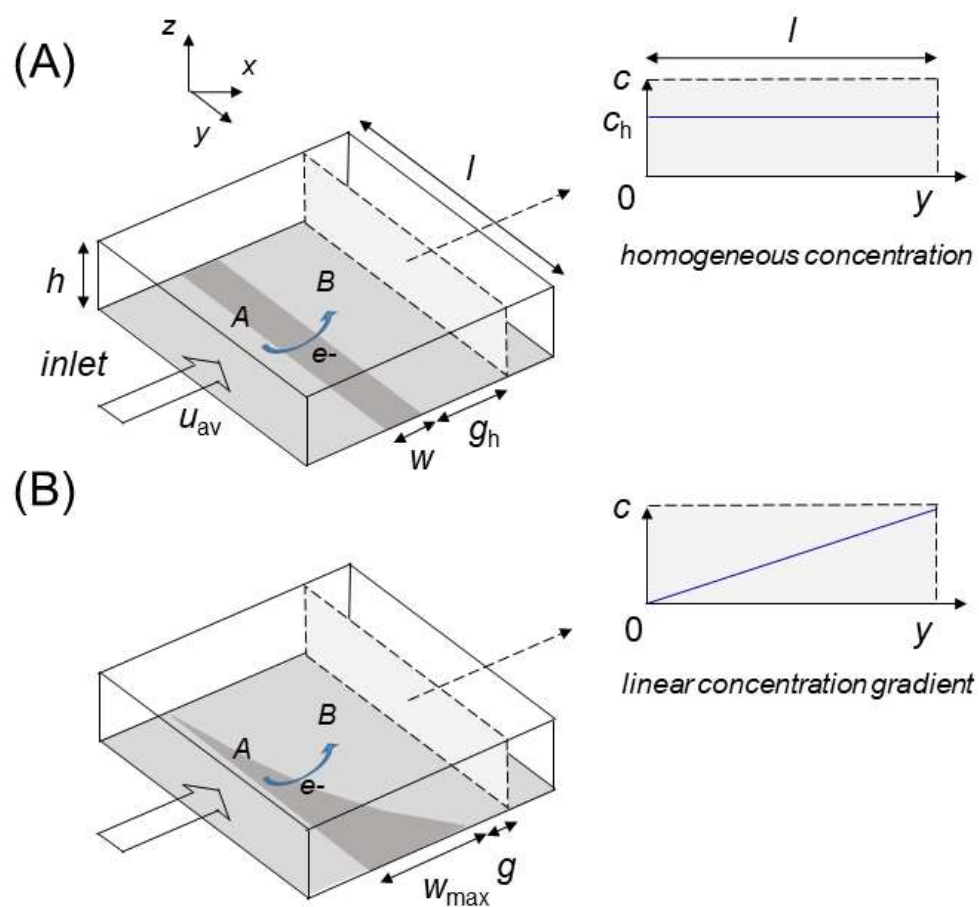 (A)
z
x
y
l
h
A
B
e-
inlet
u_av
w
g_h
l
c
c_h
0
y
homogeneous concentration
(B)
A
B
e-
w_max
g
c
0
y
linear concentration gradient